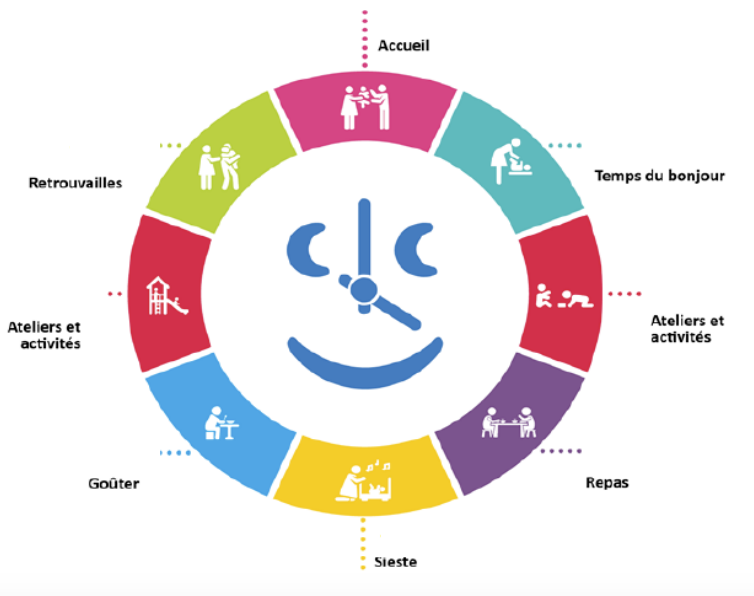 Accueil
Temps du bonjour
Ateliers et
activités
Repas
Sieste
Goûter
Ateliers et
activités
Retrouvailles